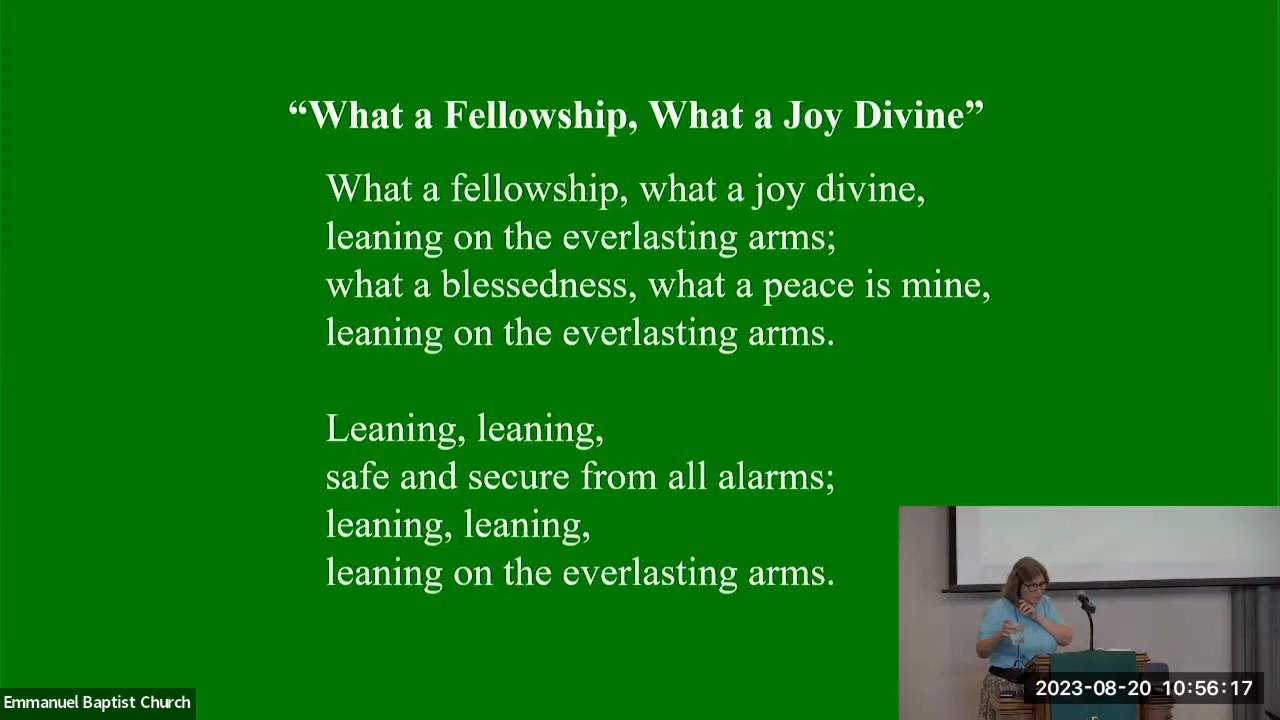 “What a Fellowship, What a Joy Divine”
What a fellowship, what a joy divine,
leaning on the everlasting arms;
what a blessedness, what a peace is mine,
leaning on the everlasting arms.
Leaning, leaning,
safe and secure from all alarms;
leaning, leaning,
leaning on the everlasting arms.
Emmanuel Baptist Church
2023-08-20 10:56:17